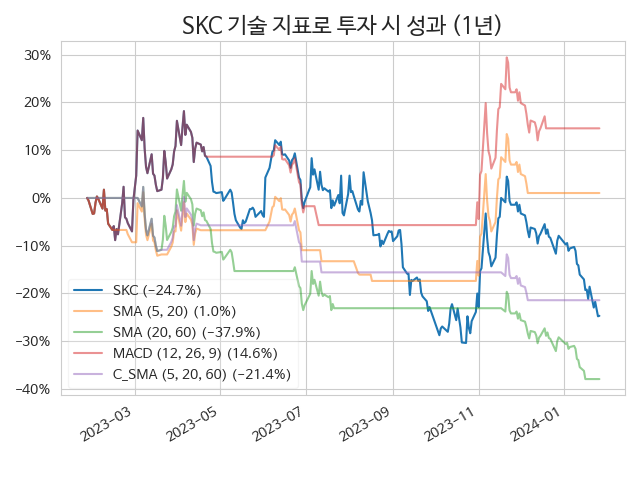 SKC 기술 지표로 투자 시 성과 (1년)
30%
20%
10%
0%
−10%
−20%
−30%
−40%
SKC (−24.7%)
SMA (5, 20) (1.0%)
SMA (20, 60) (−37.9%)
MACD (12, 26, 9) (14.6%)
C_SMA (5, 20, 60) (−21.4%)
2023−03
2023−05
2023−07
2023−09
2023−11
2024−01